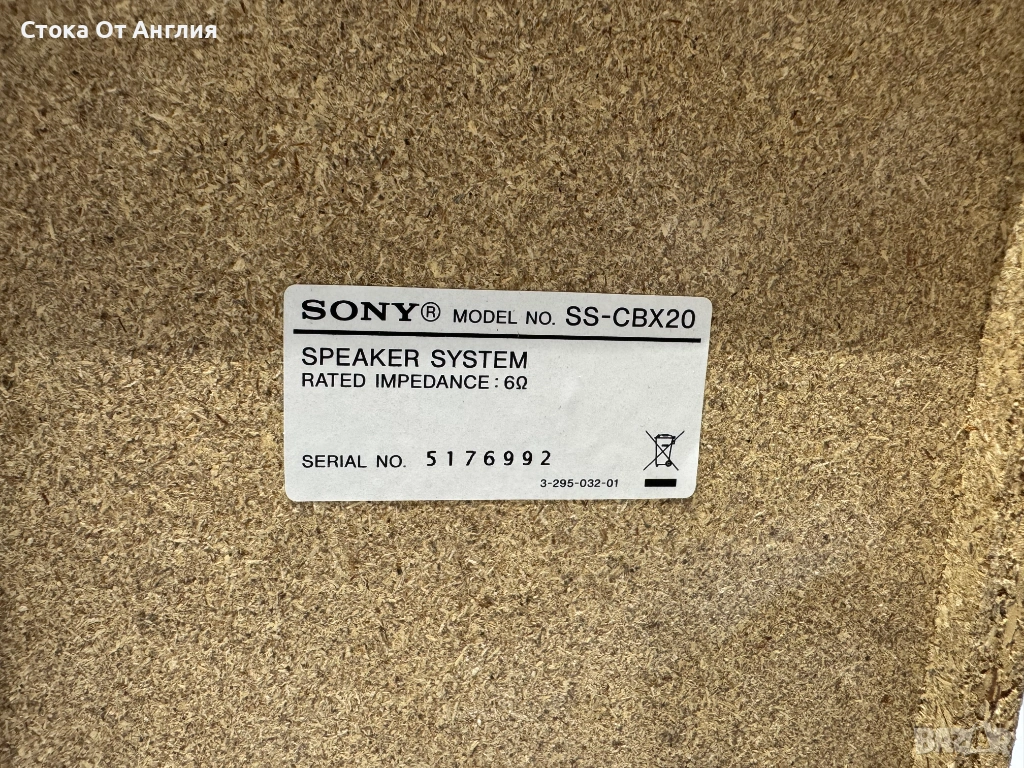 Стока От Англия
SONY® MODEL NO. SS-CBX20
SPEAKER SYSTEM
RATED IMPEDANCE: 6Ω
SERIAL NO. 5176992
3-295-032-01